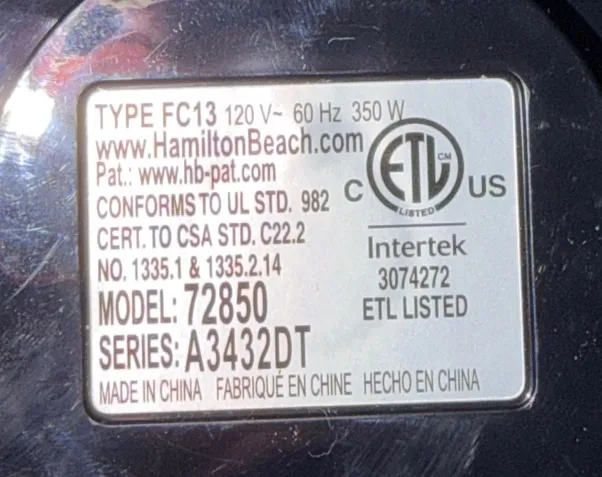 TYPE FC13 120 V~ 60 Hz 350 W
www.HamiltonBeach.com
Pat.: www.hb-pat.com
CONFORMS TO UL STD. 982
CERT. TO CSA STD. C22.2
NO. 1335.1 & 1335.2.14
MODEL: 72850
SERIES: A3432DT
MADE IN CHINA FABRIQUÉ EN CHINE HECHO EN CHINA
C ETL CM US
LISTED
Intertek
3074272
ETL LISTED